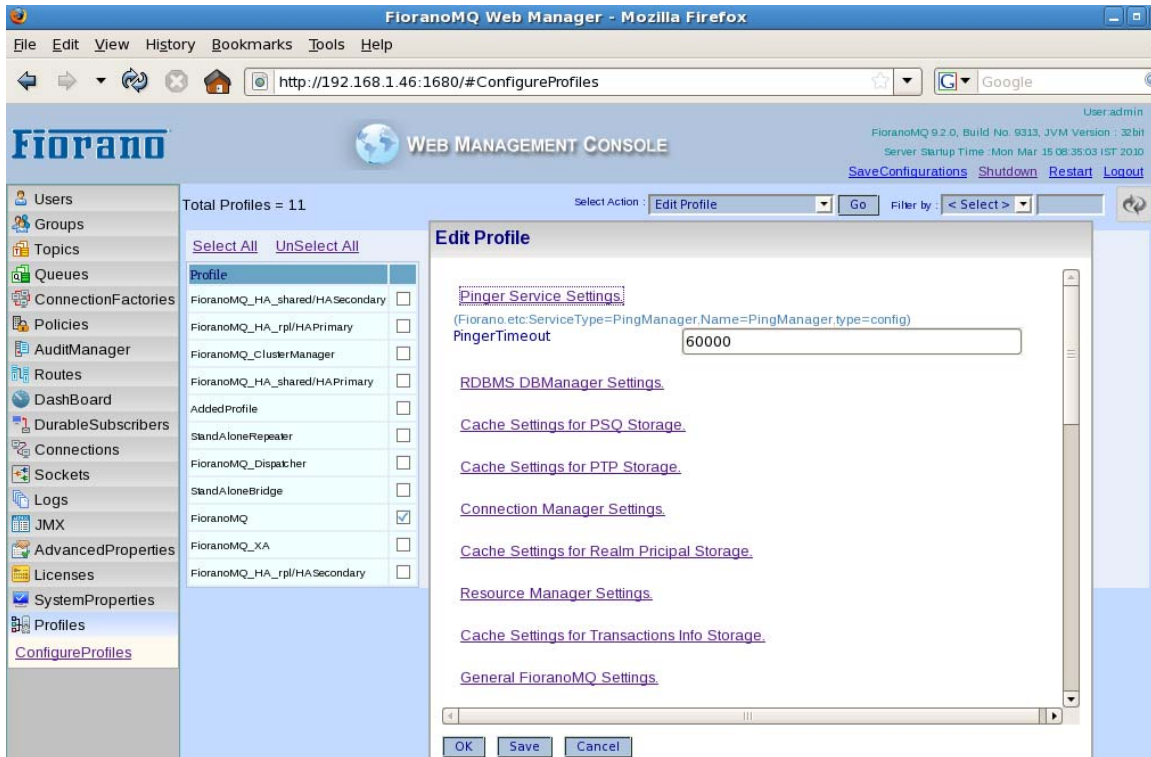 FioranoMQ Web Manager - Mozilla Firefox
File Edit View History Bookmarks Tools Help
http://192.168.1.46:1680/#ConfigureProfiles
G Google
User:admin
Fiorano
WEB MANAGEMENT CONSOLE
FioranoMQ 9.2.0, Build No. 9313, JVM Version : 32bit
Server Startup Time :Mon Mar 15 08:35:03 IST 2010
SaveConfigurations Shutdown Restart Logout
Users
Groups
Topics
Queues
ConnectionFactories
Policies
AuditManager
Routes
DashBoard
DurableSubscribers
Connections
Sockets
Logs
JMX
AdvancedProperties
Licenses
SystemProperties
Profiles
ConfigureProfiles
Total Profiles = 11
Select Action : Edit Profile Go Filter by : < Select >
Select All UnSelect All
Profile
FioranoMQ_HA_shared/HASecondary
FioranoMQ_HA_rpl/HAPrimary
FioranoMQ_ClusterManager
FioranoMQ_HA_shared/HAPrimary
AddedProfile
StandAloneRepeater
FioranoMQ_Dispatcher
StandAloneBridge
FioranoMQ
FioranoMQ_XA
FioranoMQ_HA_rpl/HASecondary
Edit Profile
Pinger Service Settings.
(Fiorano.etc:ServiceType=PingManager,Name=PingManager,type=config)
PingerTimeout 60000
RDBMS DBManager Settings.
Cache Settings for PSQ Storage.
Cache Settings for PTP Storage.
Connection Manager Settings.
Cache Settings for Realm Pricipal Storage.
Resource Manager Settings.
Cache Settings for Transactions Info Storage.
General FioranoMQ Settings.
OK Save Cancel